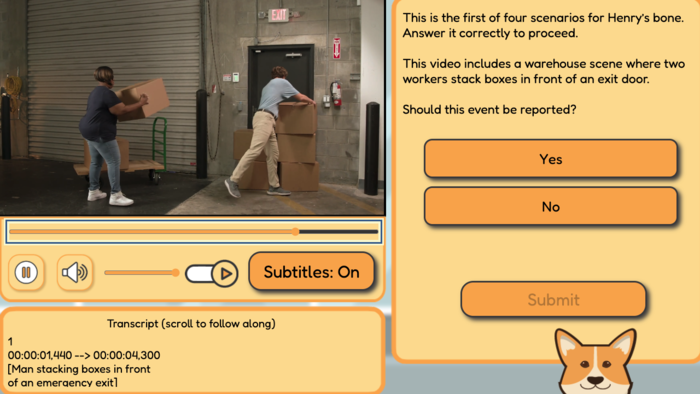 EXIT
This is the first of four scenarios for Henry's bone.
Answer it correctly to proceed.
This video includes a warehouse scene where two
workers stack boxes in front of an exit door.
Should this event be reported?
Yes
No
Submit
Subtitles: On
Transcript (scroll to follow along)
1
00:00:01,440 --> 00:00:04,300
[Man stacking boxes in front
of an emergency exit]